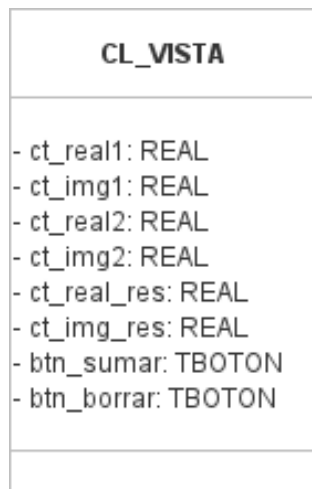 CL_VISTA
- ct_real1: REAL
- ct_img1: REAL
- ct_real2: REAL
- ct_img2: REAL
- ct_real_res: REAL
- ct_img_res: REAL
- btn_sumar: TBOTON
- btn_borrar: TBOTON